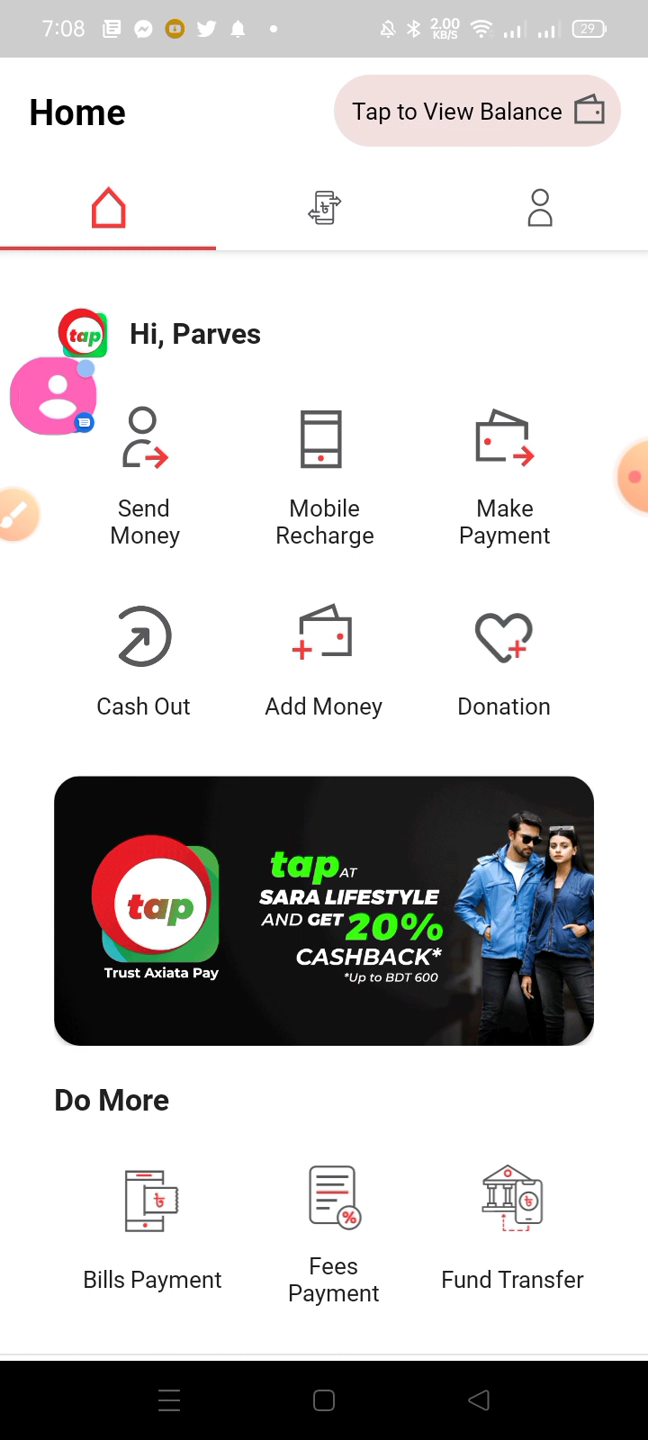 7:08
2.00
KB/S
29
Home
Tap to View Balance
৳
tap
Hi, Parves
Send
Money
Mobile
Recharge
Make
Payment
Cash Out
Add Money
Donation
tap
Trust Axiata Pay
tap AT
SARA LIFESTYLE
AND GET 20%
CASHBACK*
*Up to BDT 600
Do More
৳
%
৳
Bills Payment
Fees
Payment
Fund Transfer